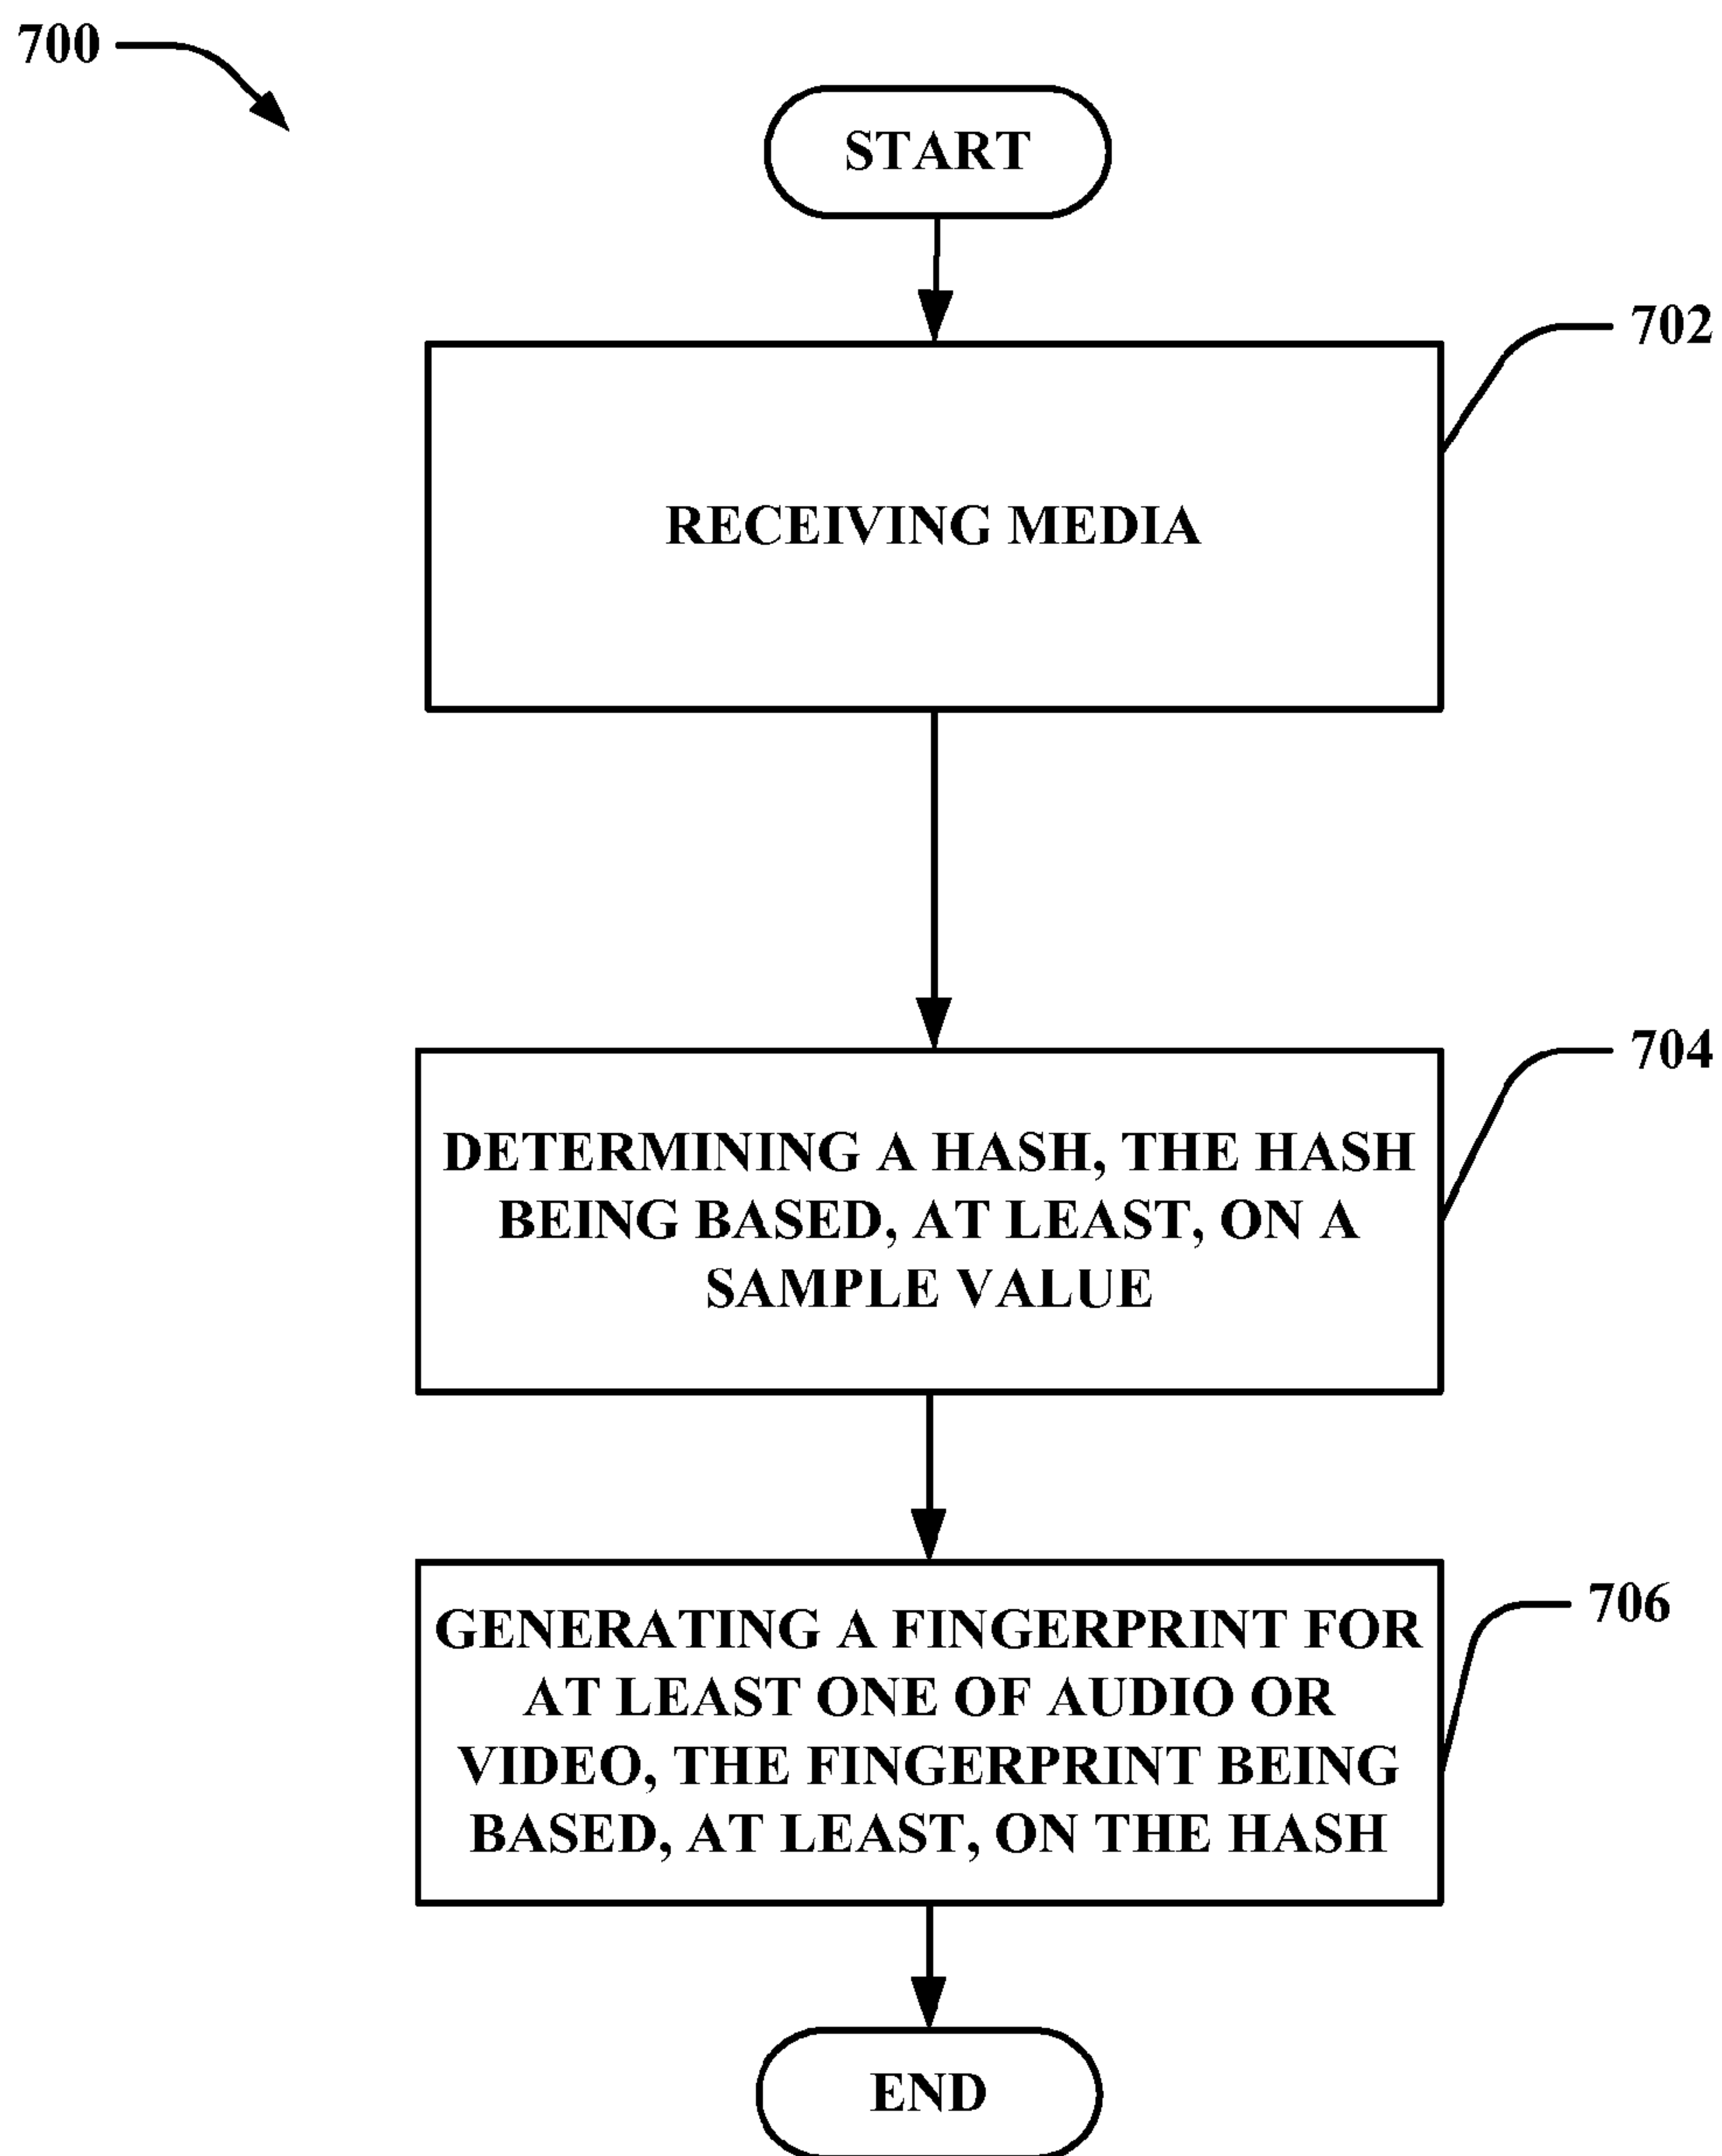 700
START
702
RECEIVING MEDIA
704
DETERMINING A HASH, THE HASH
BEING BASED, AT LEAST, ON A
SAMPLE VALUE
706
GENERATING A FINGERPRINT FOR
AT LEAST ONE OF AUDIO OR
VIDEO, THE FINGERPRINT BEING
BASED, AT LEAST, ON THE HASH
END